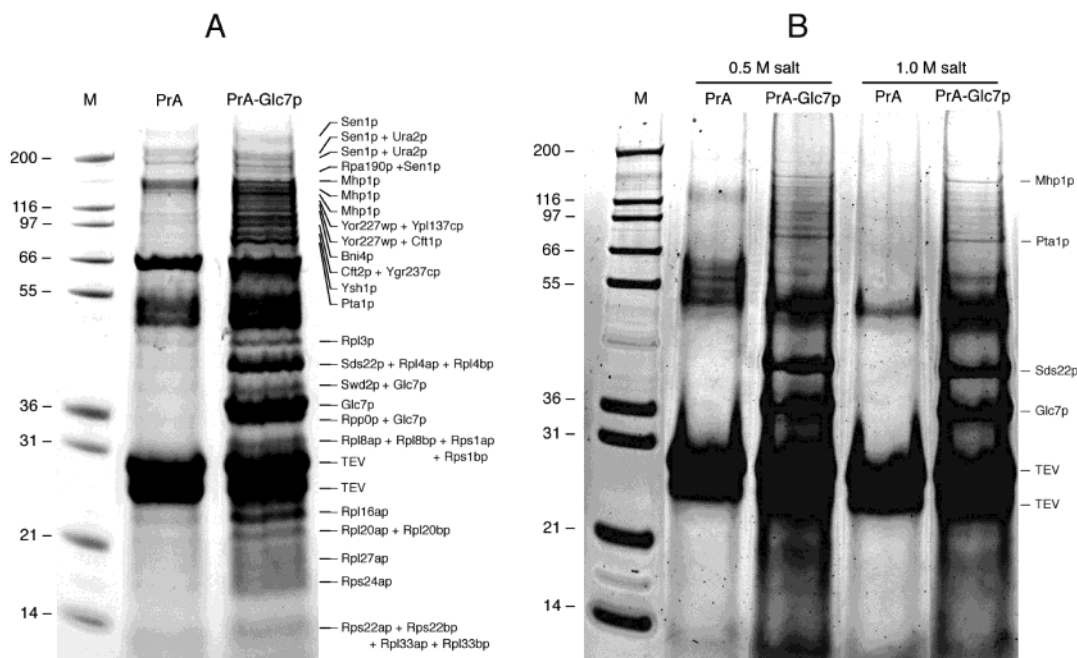 A
M
PrA
PrA-Glc7p
200
116
97
66
55
36
31
21
14
Sen1p
Sen1p + Ura2p
Sen1p + Ura2p
Rpa190p +Sen1p
Mhp1p
Mhp1p
Mhp1p
Yor227wp + Ypl137cp
Yor227wp + Cft1p
Bni4p
Cft2p + Ygr237cp
Ysh1p
Pta1p
Rpl3p
Sds22p + Rpl4ap + Rpl4bp
Swd2p + Glc7p
Glc7p
Rpp0p + Glc7p
Rpl8ap + Rpl8bp + Rps1ap
+ Rps1bp
TEV
TEV
Rpl16ap
Rpl20ap + Rpl20bp
Rpl27ap
Rps24ap
Rps22ap + Rps22bp
+ Rpl33ap + Rpl33bp
B
0.5 M salt
1.0 M salt
M
PrA
PrA-Glc7p
PrA
PrA-Glc7p
200
116
97
66
55
36
31
21
14
Mhp1p
Pta1p
Sds22p
Glc7p
TEV
TEV